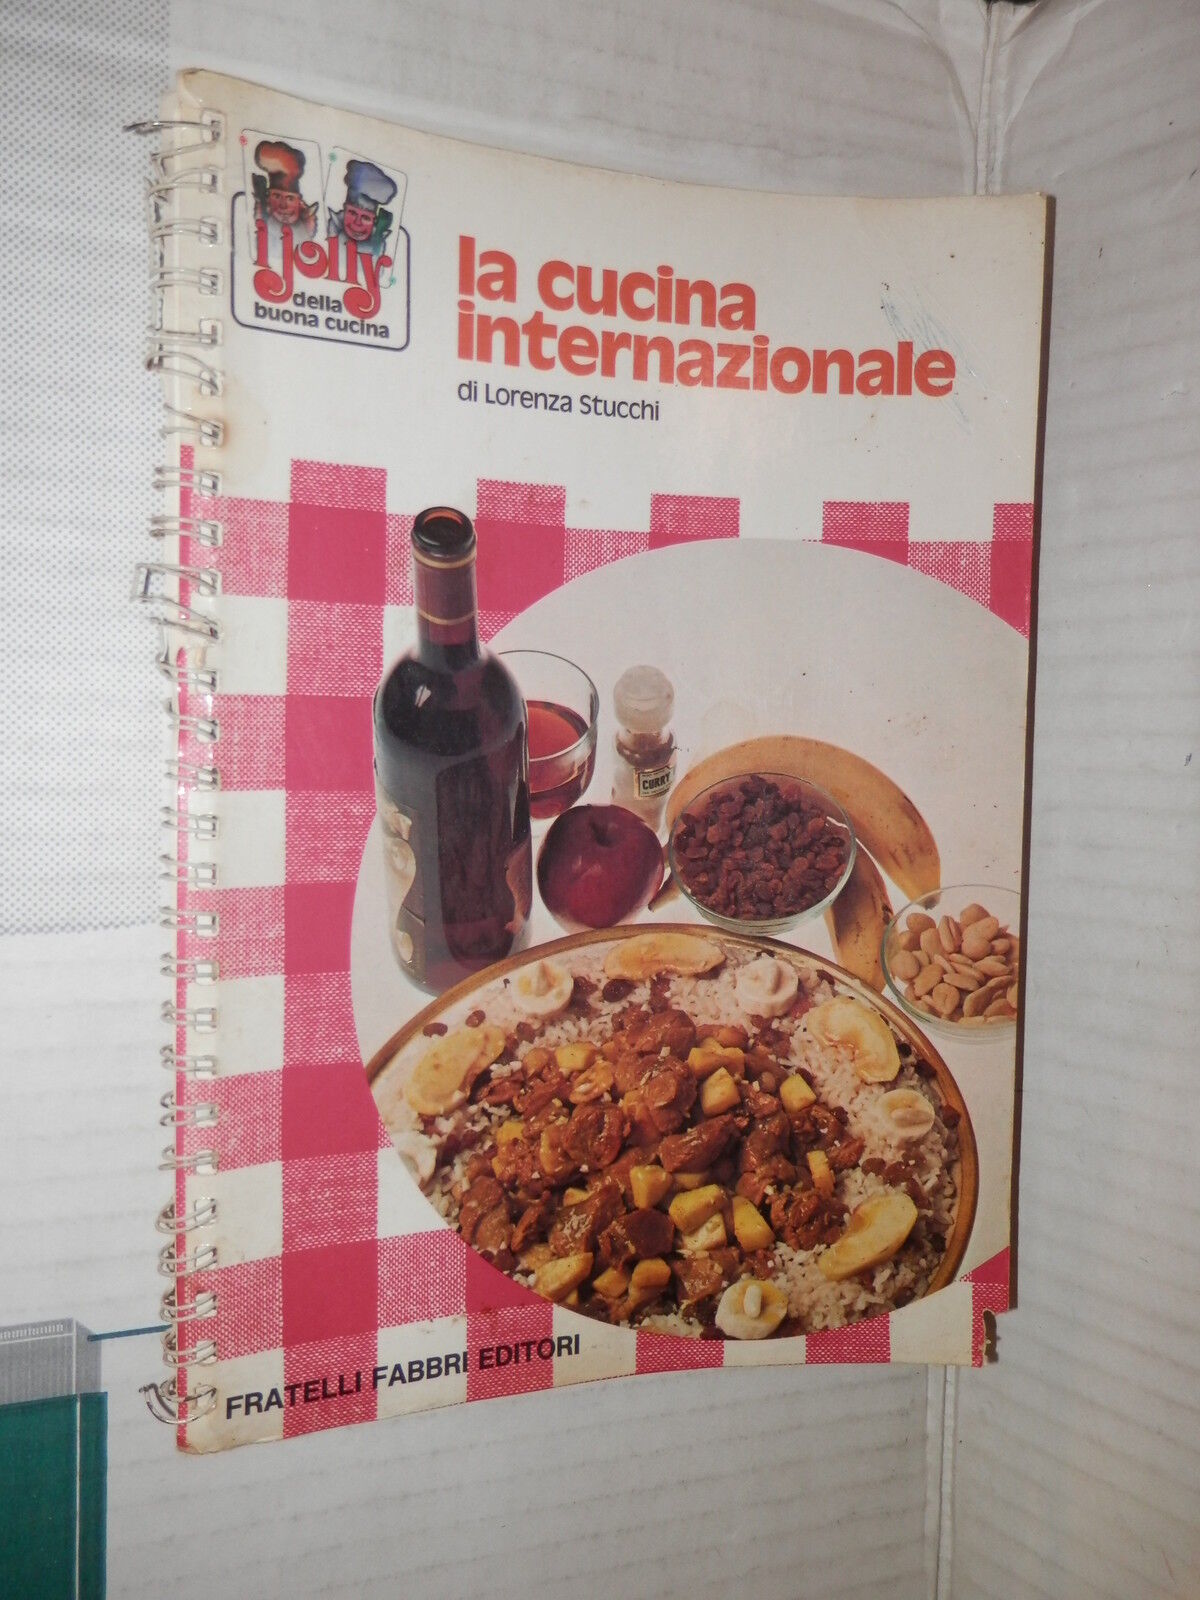 i jolly
della
buona cucina
la cucina
internazionale
di Lorenza Stucchi
CURRY
FRATELLI FABBRI EDITORI